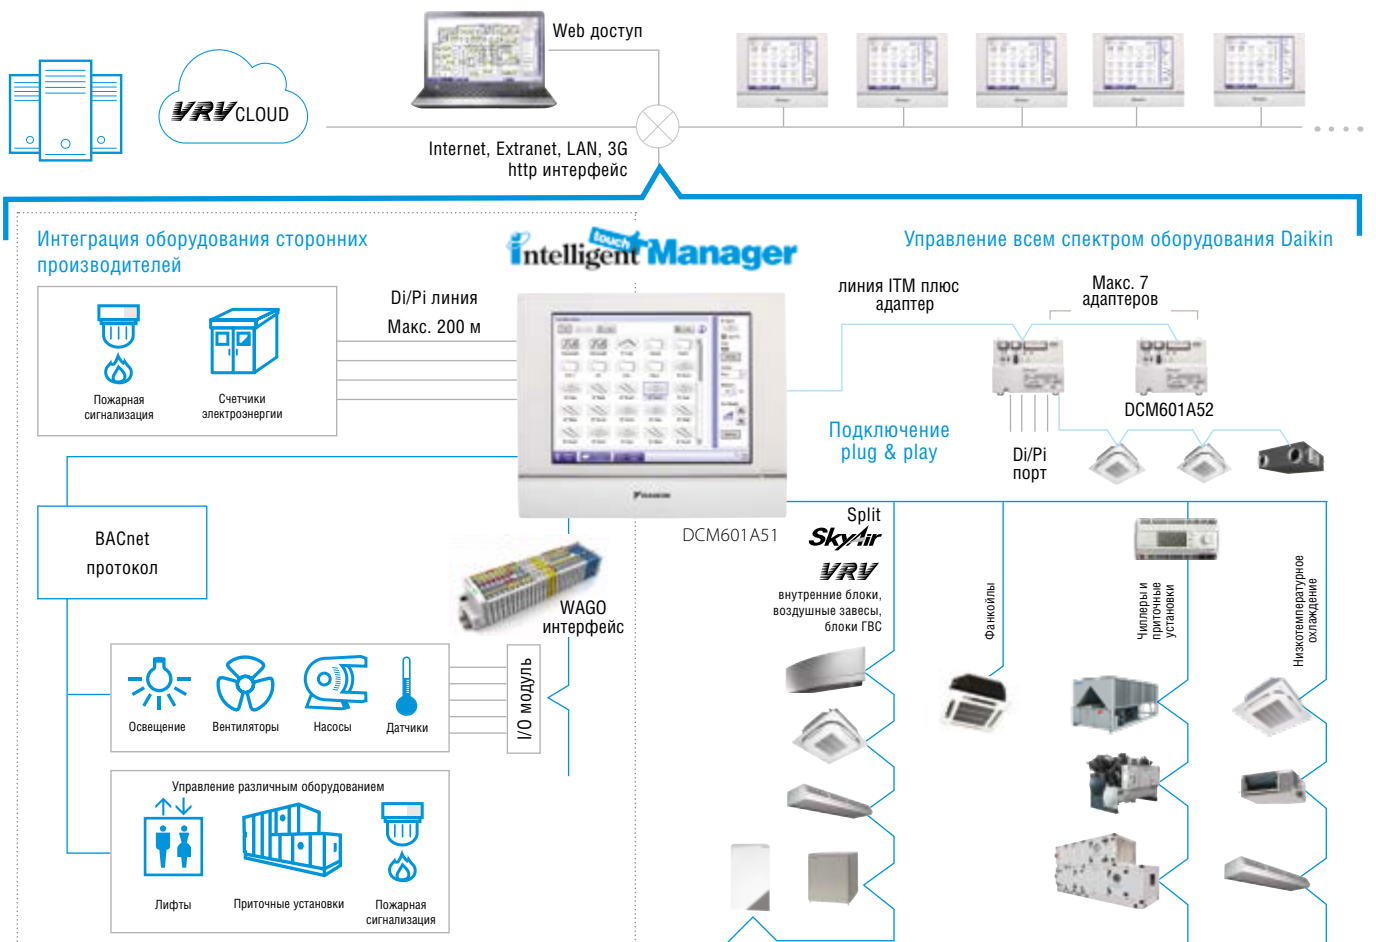 Web доступ
VRV CLOUD
Internet, Extranet, LAN, 3G
http интерфейс
Интеграция оборудования сторонних
производителей
intelligent touch Manager
Управление всем спектром оборудования Daikin
Пожарная
сигнализация
Счетчики
электроэнергии
Di/Pi линия
Макс. 200 м
линия ITM плюс
адаптер
Макс. 7
адаптеров
DCM601A52
Подключение
plug & play
Di/Pi
порт
DAIKIN
DCM601A51
BACnet
протокол
WAGO
интерфейс
Split
SkyAir
VRV
внутренние блоки,
воздушные завесы,
блоки ГВС
Фанкойлы
Чиллеры и
приточные
установки
Низкотемпературное
охлаждение
Освещение
Вентиляторы
Насосы
Датчики
I/O модуль
Управление различным оборудованием
Лифты
Приточные установки
Пожарная
сигнализация